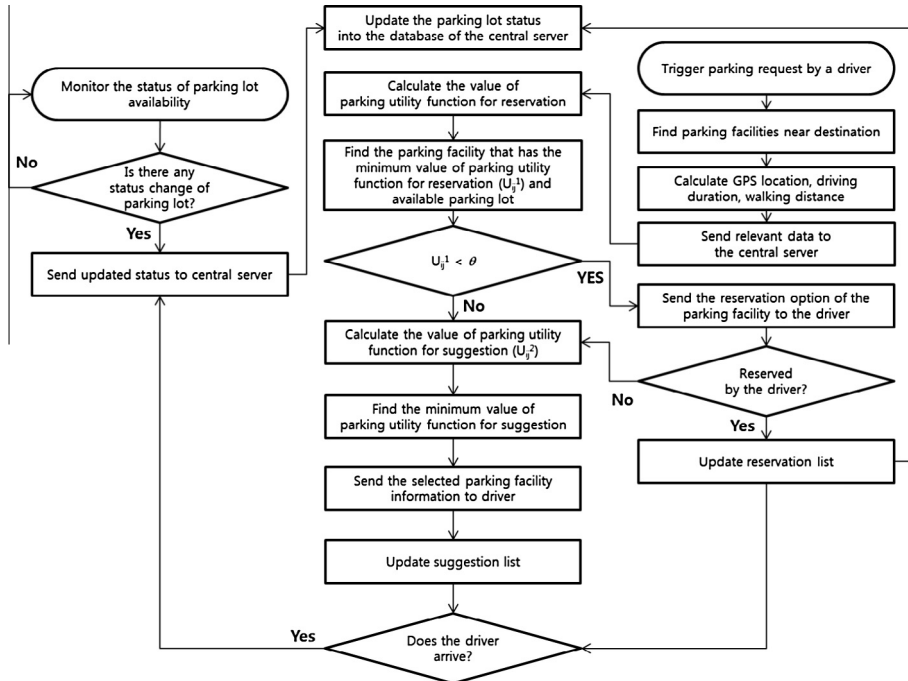 Update the parking lot status
into the database of the central server
Monitor the status of parking lot
availability
No
Is there any
status change of
parking lot?
Yes
Send updated status to central server
Calculate the value of
parking utility function for reservation
Find the parking facility that has the
minimum value of parking utility
function for reservation (Uij¹) and
available parking lot
Uij¹ < θ
YES
No
Calculate the value of parking utility
function for suggestion (Uij²)
Find the minimum value of
parking utility function for suggestion
Send the selected parking facility
information to driver
Update suggestion list
Does the driver
arrive?
Yes
Trigger parking request by a driver
Find parking facilities near destination
Calculate GPS location, driving
duration, walking distance
Send relevant data to
the central server
Send the reservation option of the
parking facility to the driver
Reserved
by the driver?
No
Yes
Update reservation list